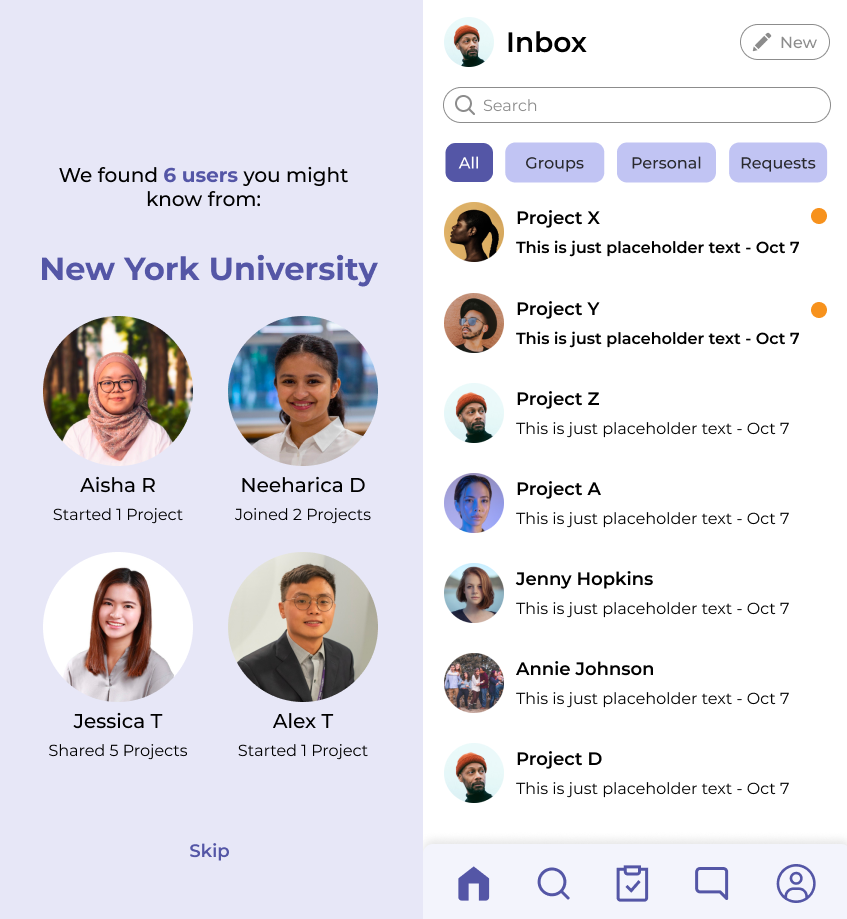 We found 6 users you might
know from:
New York University
Aisha R
Started 1 Project
Neeharica D
Joined 2 Projects
Jessica T
Shared 5 Projects
Alex T
Started 1 Project
Skip
Inbox
New
Search
All
Groups
Personal
Requests
Project X
This is just placeholder text - Oct 7
Project Y
This is just placeholder text - Oct 7
Project Z
This is just placeholder text - Oct 7
Project A
This is just placeholder text - Oct 7
Jenny Hopkins
This is just placeholder text - Oct 7
Annie Johnson
This is just placeholder text - Oct 7
Project D
This is just placeholder text - Oct 7